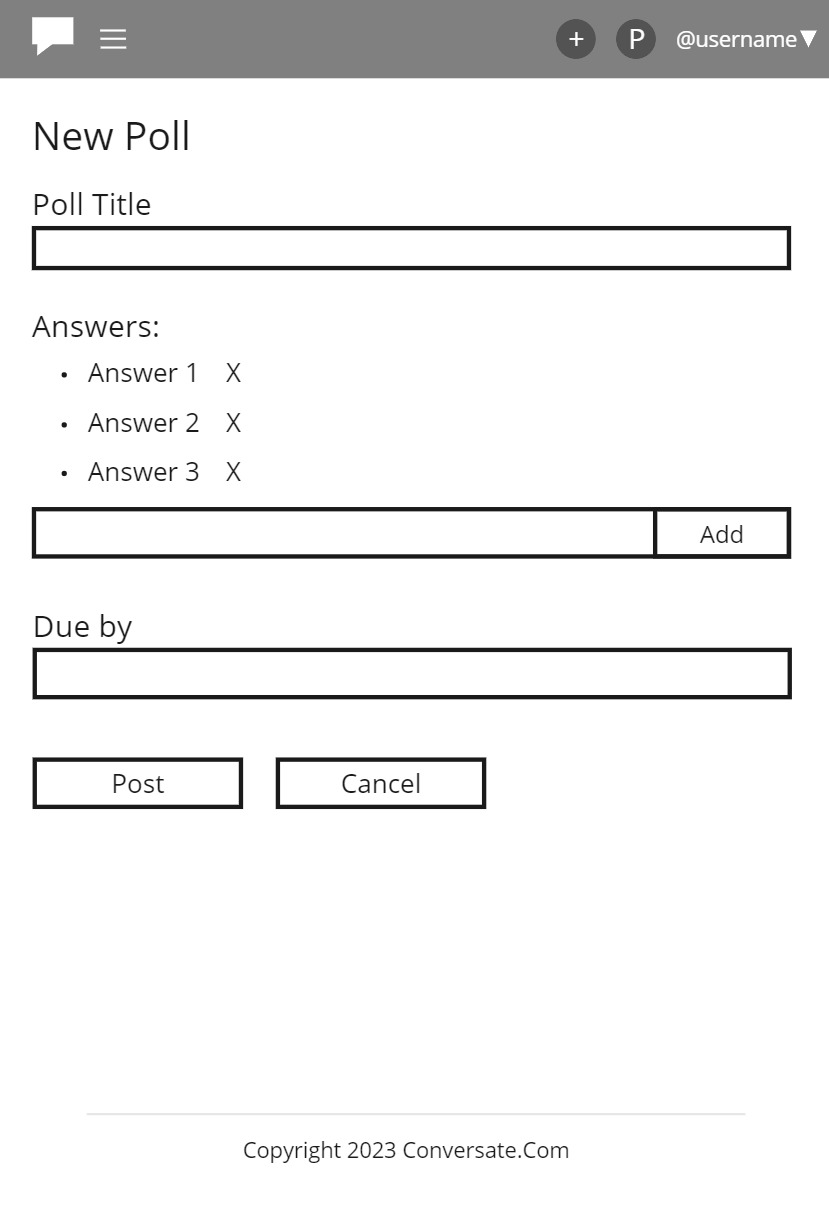 + P @username
New Poll
Poll Title
Answers:
• Answer 1 X
• Answer 2 X
• Answer 3 X
Add
Due by
Post Cancel
Copyright 2023 Conversate.Com